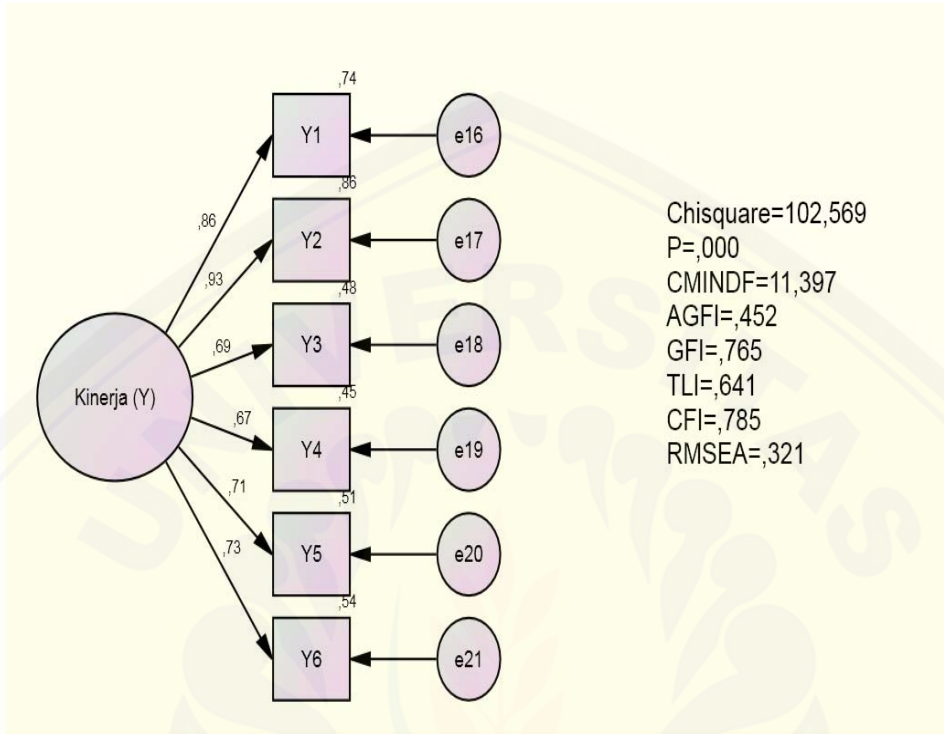 ,74
Y1
e16
,86
,86
Y2
e17
,93
,48
Y3
e18
,69
Kinerja (Y)
,45
Y4
e19
,67
,51
Y5
e20
,71
,54
Y6
e21
,73
Chisquare=102,569
P=,000
CMINDF=11,397
AGFI=,452
GFI=,765
TLI=,641
CFI=,785
RMSEA=,321
UNIVERSITAS